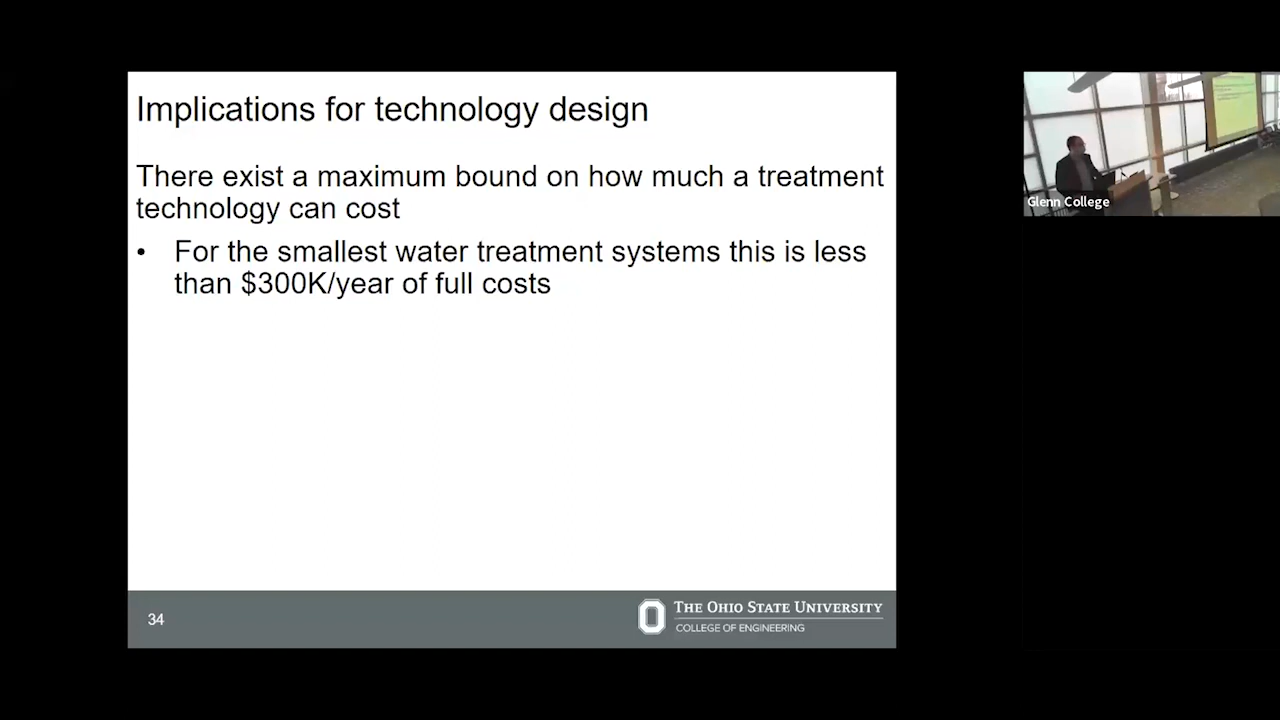 Implications for technology design
There exist a maximum bound on how much a treatment
technology can cost
• For the smallest water treatment systems this is less
than $300K/year of full costs
34
THE OHIO STATE UNIVERSITY
COLLEGE OF ENGINEERING
Glenn College